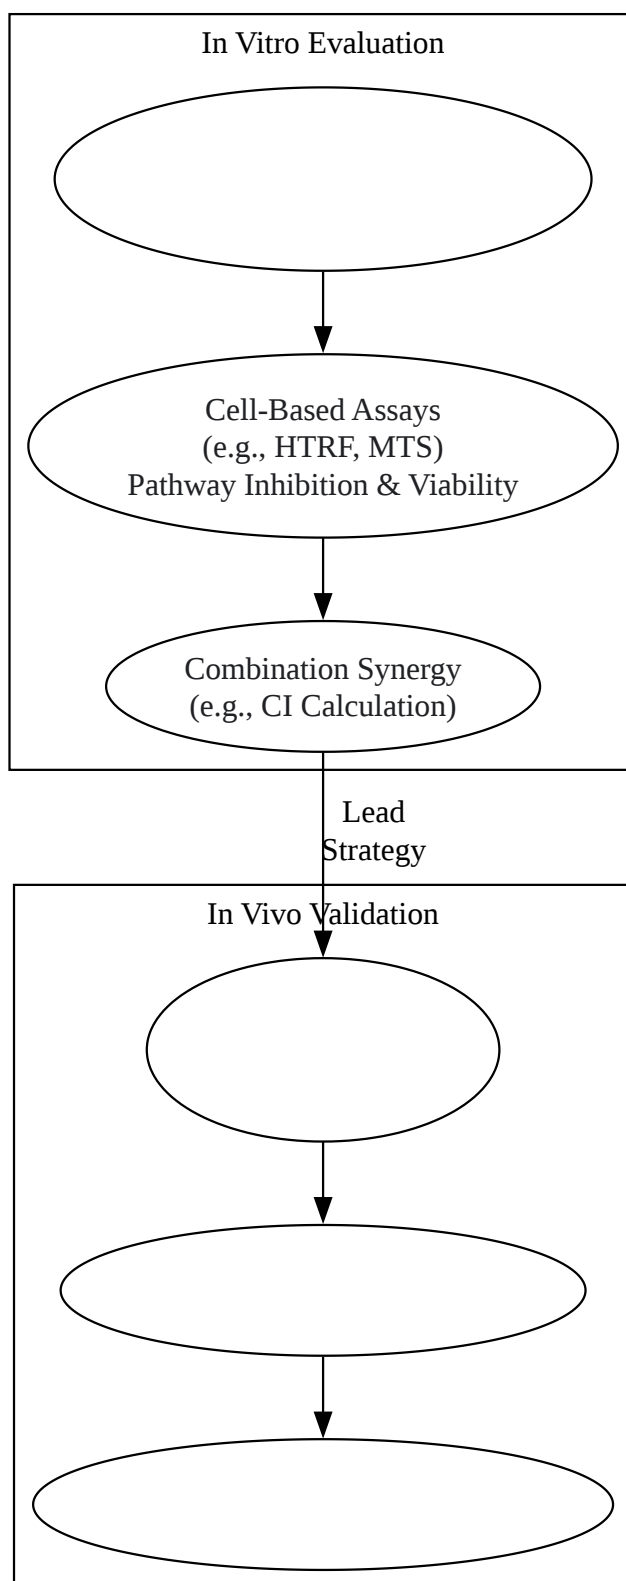 In Vitro Evaluation
Cell-Based Assays
(e.g., HTRF, MTS)
Pathway Inhibition & Viability
Combination Synergy
(e.g., CI Calculation)
Lead
Strategy
In Vivo Validation